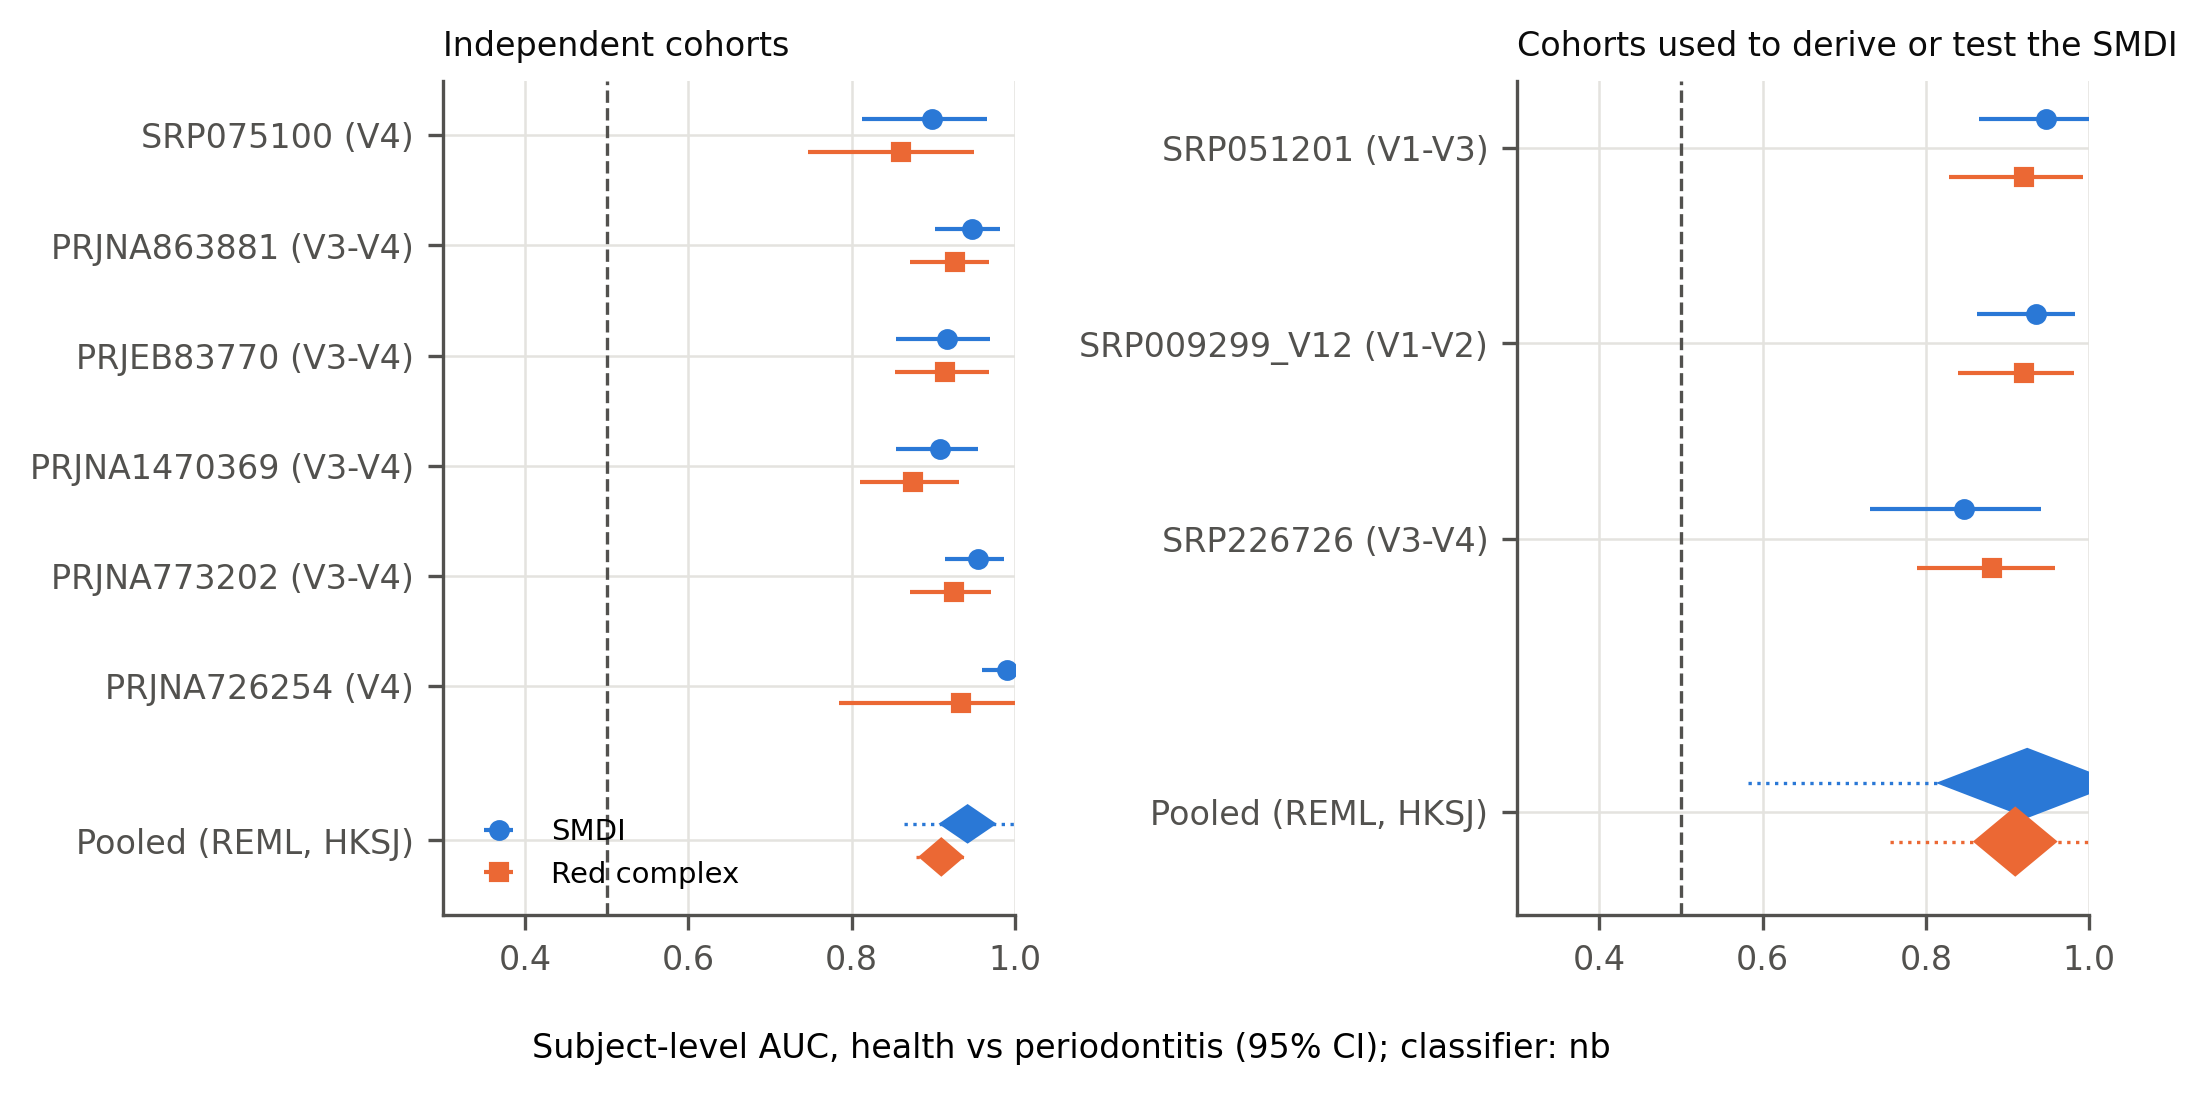 Independent cohorts
SRP075100 (V4)
PRJNA863881 (V3-V4)
PRJEB83770 (V3-V4)
PRJNA1470369 (V3-V4)
PRJNA773202 (V3-V4)
PRJNA726254 (V4)
Pooled (REML, HKSJ)
SMDI
Red complex
0.4 0.6 0.8 1.0
Cohorts used to derive or test the SMDI
SRP051201 (V1-V3)
SRP009299_V12 (V1-V2)
SRP226726 (V3-V4)
Pooled (REML, HKSJ)
0.4 0.6 0.8 1.0
Subject-level AUC, health vs periodontitis (95% CI); classifier: nb